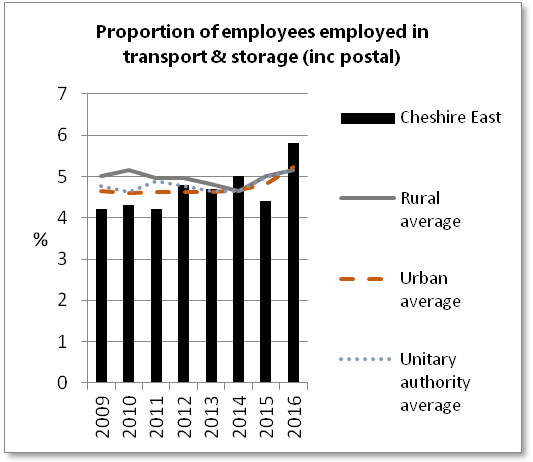 Proportion of employees employed in
transport & storage (inc postal)
7
6
5
4
3
2
1
0
%
2009
2010
2011
2012
2013
2014
2015
2016
Cheshire East
Rural
average
Urban
average
Unitary
authority
average